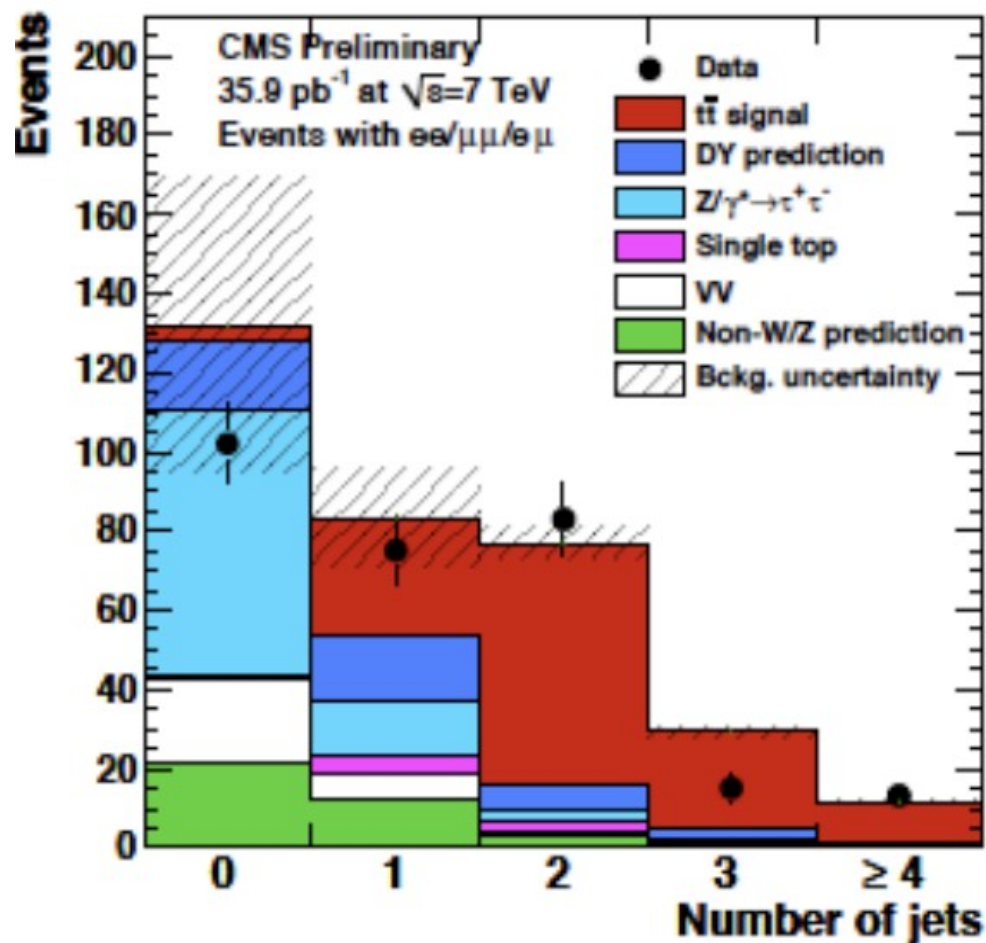 Events
200
180
160
140
120
100
80
60
40
20
0
CMS Preliminary
35.9 pb⁻¹ at √s=7 TeV
Events with ee/μμ/eμ
Data
tt̄ signal
DY prediction
Z/γ*→τ⁺τ⁻
Single top
VV
Non-W/Z prediction
Bckg. uncertainty
0 1 2 3 ≥ 4
Number of jets